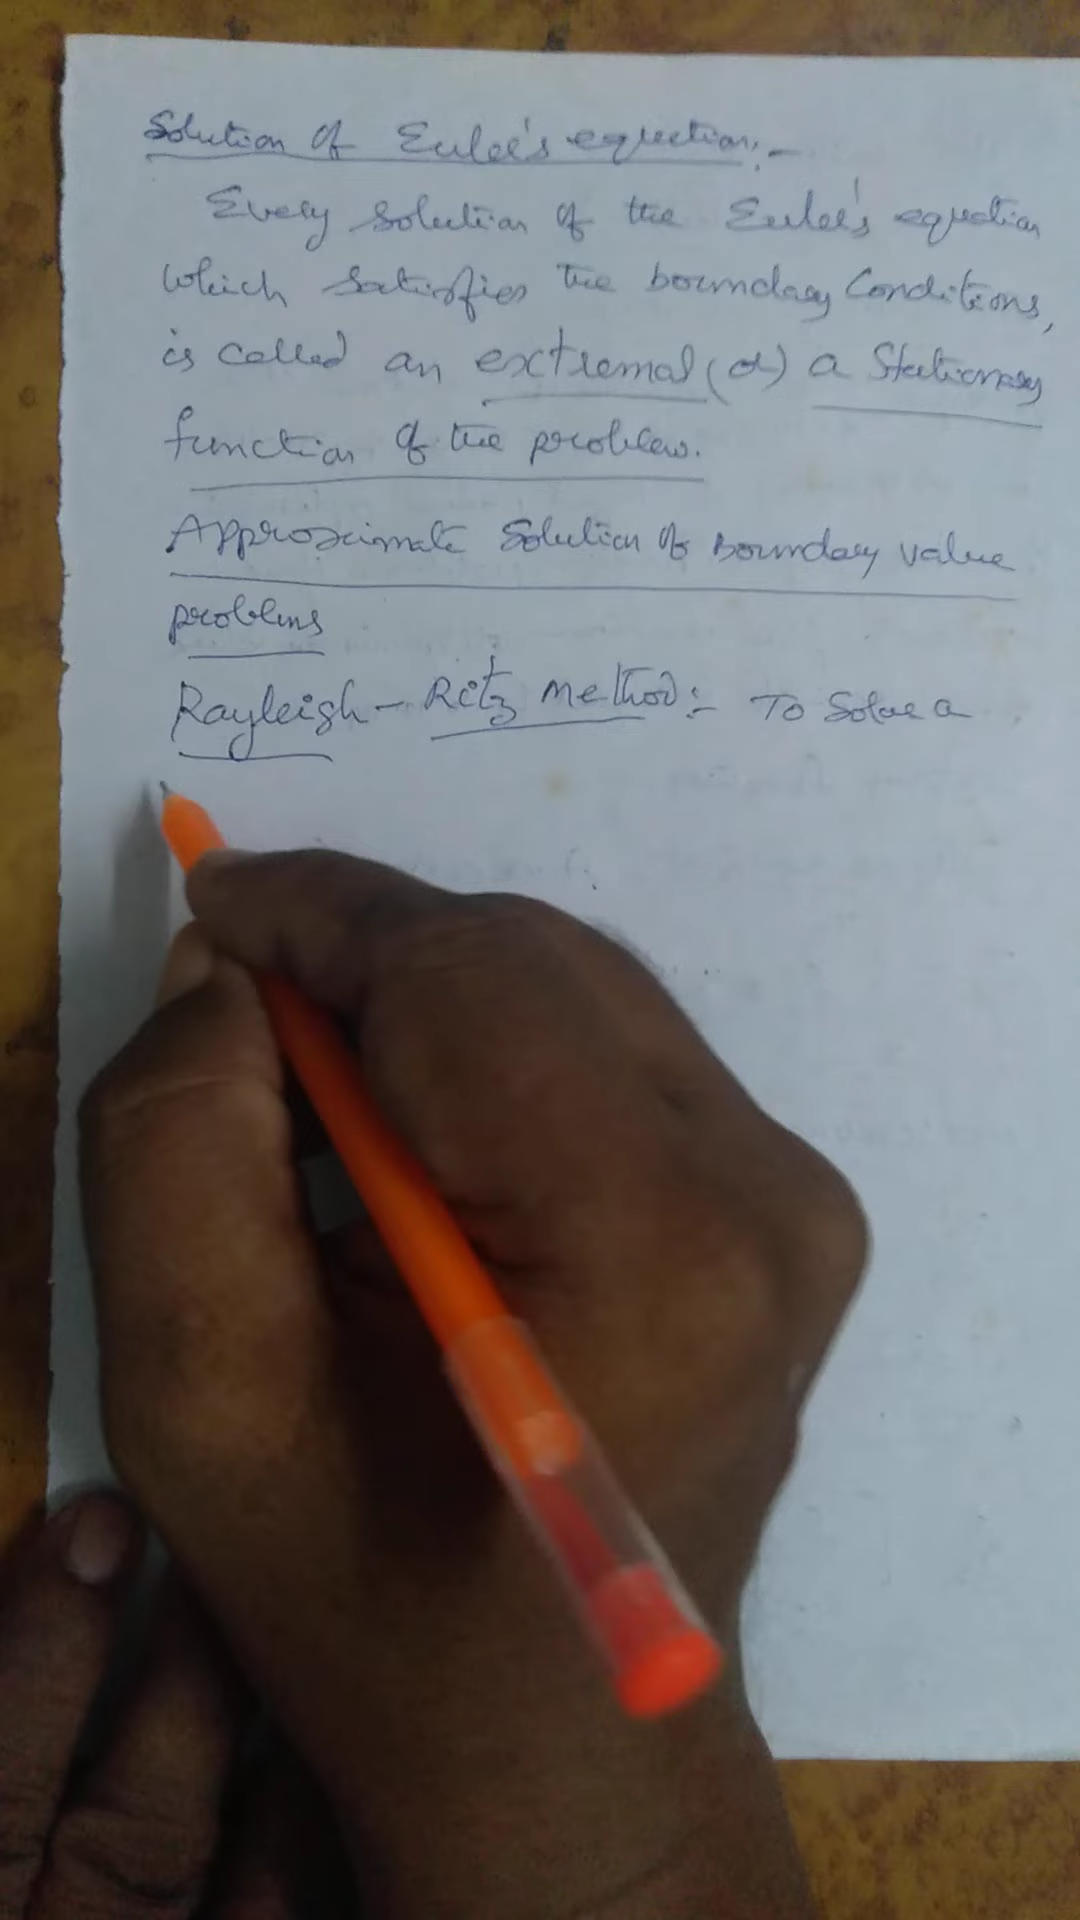 Solution of Euler's equation:-
Every solution of the Euler's equation
which satisfies the boundary Conditions,
is called an extremal (or) a Stationary
function of the problem.
Approximate Solution of Boundary value
problems
Rayleigh - Ritz Method:- To Solve a